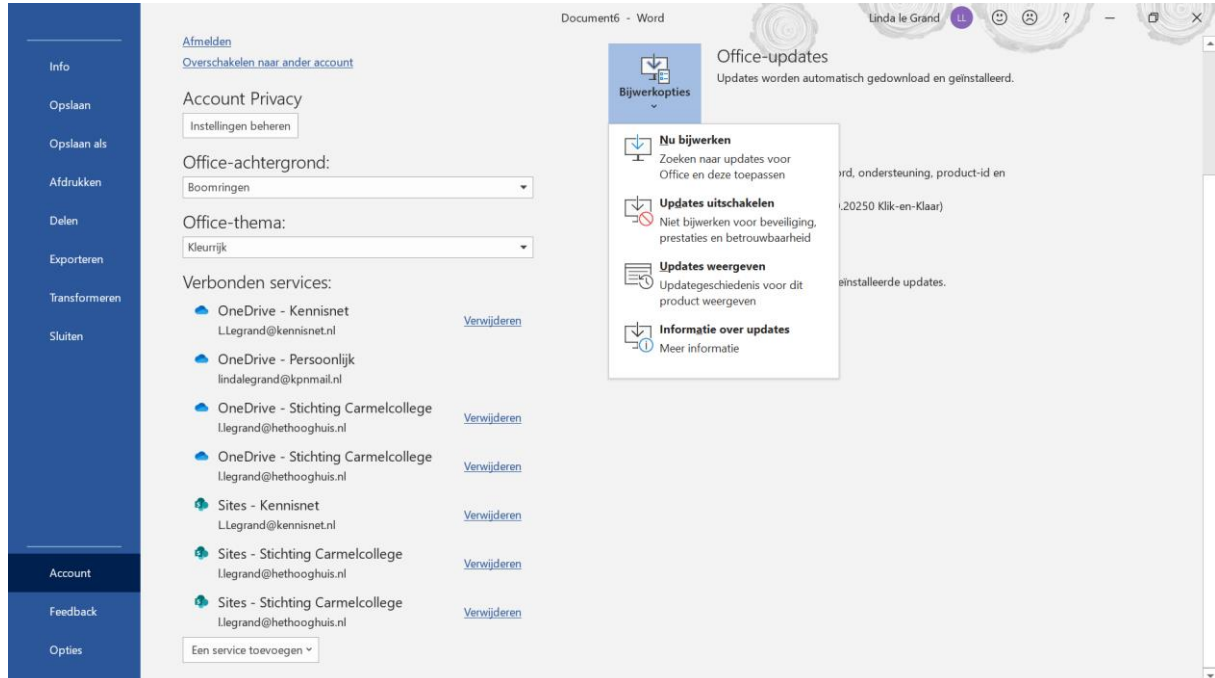 Document6 - Word
Linda le Grand
LL
?
Info
Opslaan
Opslaan als
Afdrukken
Delen
Exporteren
Transformeren
Sluiten
Account
Feedback
Opties
Afmelden
Overschakelen naar ander account
Account Privacy
Instellingen beheren
Office-achtergrond:
Boomringen
Office-thema:
Kleurrijk
Verbonden services:
OneDrive - Kennisnet
L.Legrand@kennisnet.nl
Verwijderen
OneDrive - Persoonlijk
lindalegrand@kpnmail.nl
OneDrive - Stichting Carmelcollege
l.legrand@hethooghuis.nl
Verwijderen
OneDrive - Stichting Carmelcollege
l.legrand@hethooghuis.nl
Verwijderen
Sites - Kennisnet
L.Legrand@kennisnet.nl
Verwijderen
Sites - Stichting Carmelcollege
l.legrand@hethooghuis.nl
Verwijderen
Sites - Stichting Carmelcollege
l.legrand@hethooghuis.nl
Verwijderen
Een service toevoegen
Bijwerkopties
Office-updates
Updates worden automatisch gedownload en geïnstalleerd.
Nu bijwerken
Zoeken naar updates voor
Office en deze toepassen
Updates uitschakelen
Niet bijwerken voor beveiliging,
prestaties en betrouwbaarheid
Updates weergeven
Updategeschiedenis voor dit
product weergeven
Informatie over updates
Meer informatie
ondersteuning, product-id en
.20250 Klik-en-Klaar)
installeerde updates.